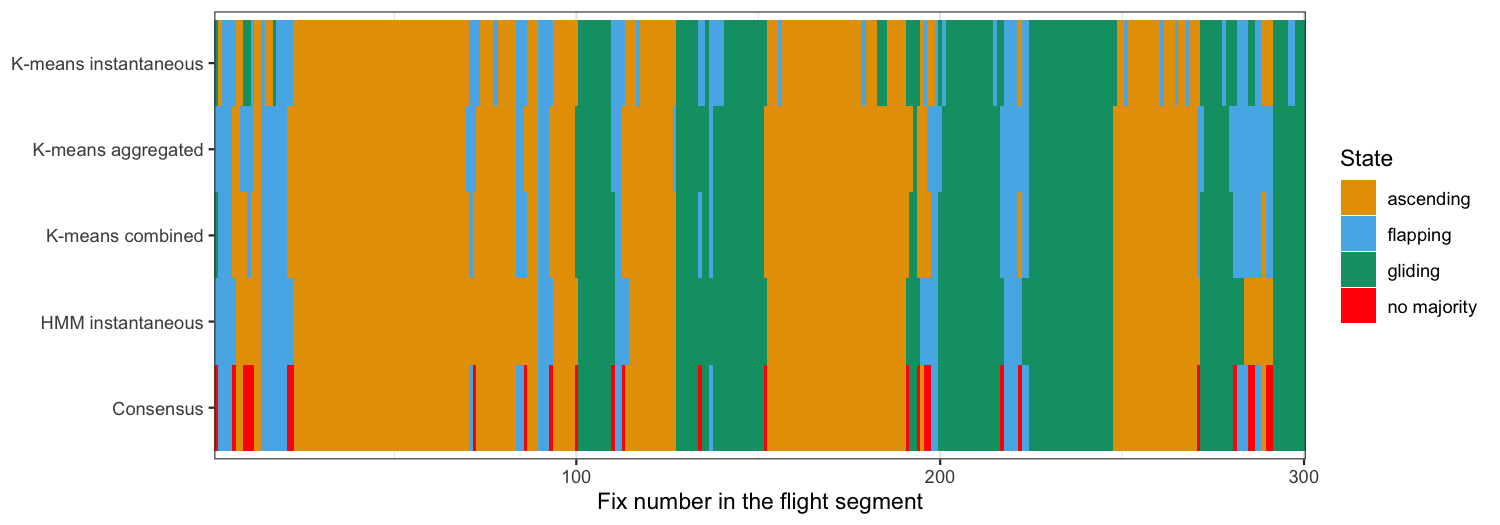 K-means instantaneous
K-means aggregated
K-means combined
HMM instantaneous
Consensus
100
200
300
Fix number in the flight segment
State
ascending
flapping
gliding
no majority